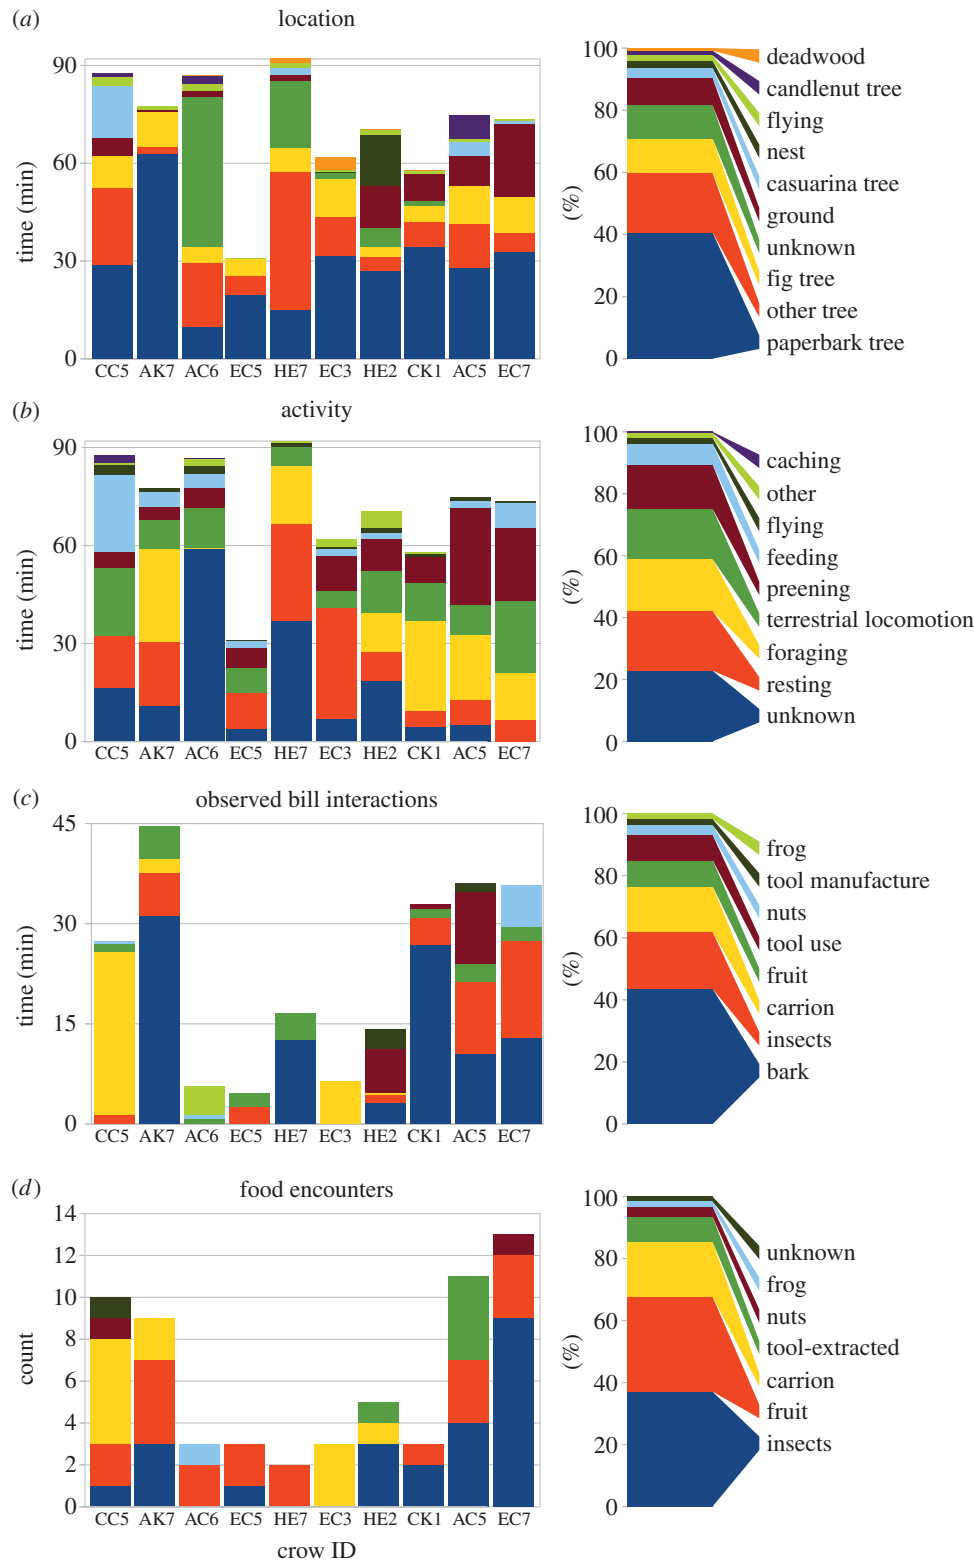 (a) location
90
60
30
0
time (min)
CC5 AK7 AC6 EC5 HE7 EC3 HE2 CK1 AC5 EC7
100
80
60
40
20
0
(%)
deadwood
candlenut tree
flying
nest
casuarina tree
ground
unknown
fig tree
other tree
paperbark tree
(b) activity
90
60
30
0
time (min)
CC5 AK7 AC6 EC5 HE7 EC3 HE2 CK1 AC5 EC7
100
80
60
40
20
0
(%)
caching
other
flying
feeding
preening
terrestrial locomotion
foraging
resting
unknown
(c) observed bill interactions
45
30
15
0
time (min)
CC5 AK7 AC6 EC5 HE7 EC3 HE2 CK1 AC5 EC7
100
80
60
40
20
0
(%)
frog
tool manufacture
nuts
tool use
fruit
carrion
insects
bark
(d) food encounters
14
12
10
8
6
4
2
0
count
CC5 AK7 AC6 EC5 HE7 EC3 HE2 CK1 AC5 EC7
crow ID
100
80
60
40
20
0
(%)
unknown
frog
nuts
tool-extracted
carrion
fruit
insects